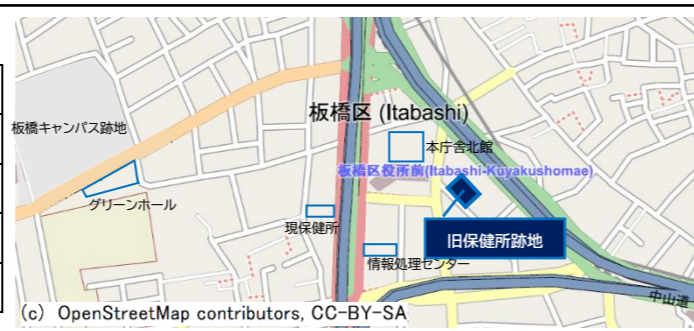 板橋区 (Itabashi)
板橋キャンパス跡地
本庁舎北館
板橋区役所前(Itabashi-Kuyakushomae)
グリーンホール
現保健所
旧保健所跡地
情報処理センター
中山道
(c) OpenStreetMap contributors, CC-BY-SA